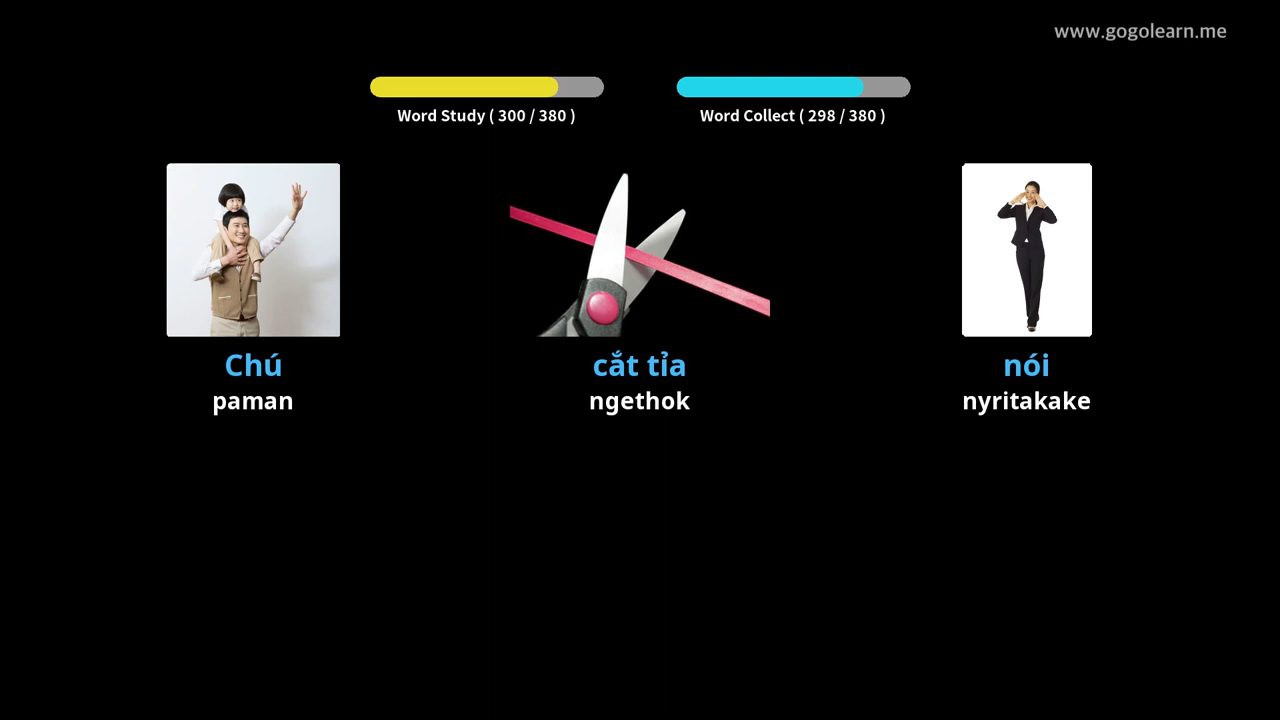 www.gogolearn.me
Word Study ( 300 / 380 )
Word Collect ( 298 / 380 )
Chú
cắt tỉa
nói
paman
ngethok
nyritakake